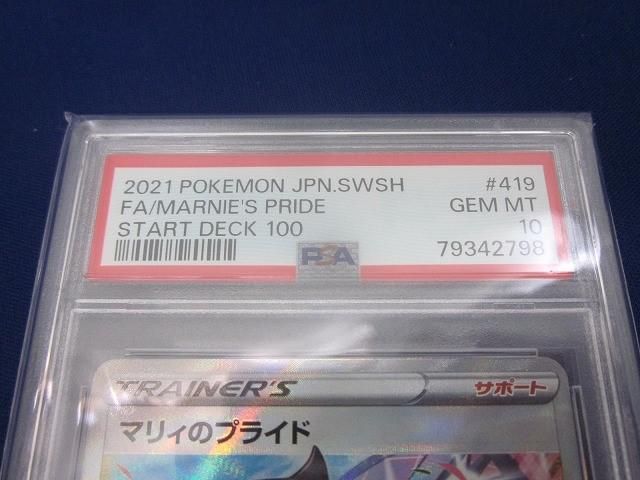 2021 POKEMON JPN.SWSH #419
FA/MARNIE'S PRIDE GEM MT
START DECK 100 10
PSA 79342798
TRAINER'S サポート
マリィのプライド